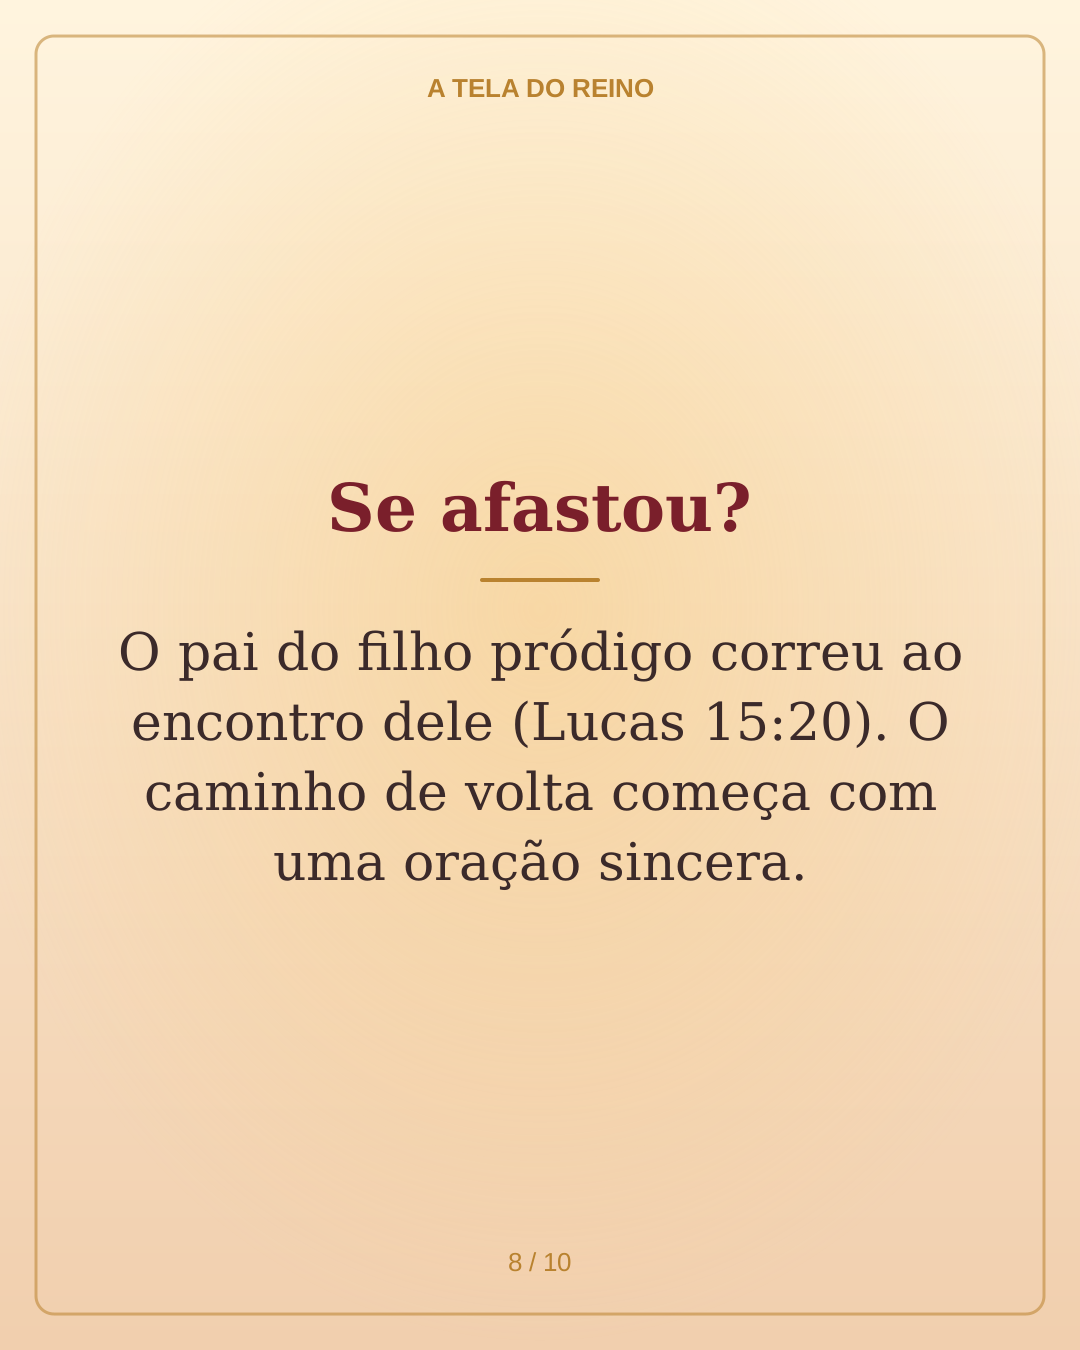 A TELA DO REINO
Se afastou?
O pai do filho pródigo correu ao
encontro dele (Lucas 15:20). O
caminho de volta começa com
uma oração sincera.
8 / 10